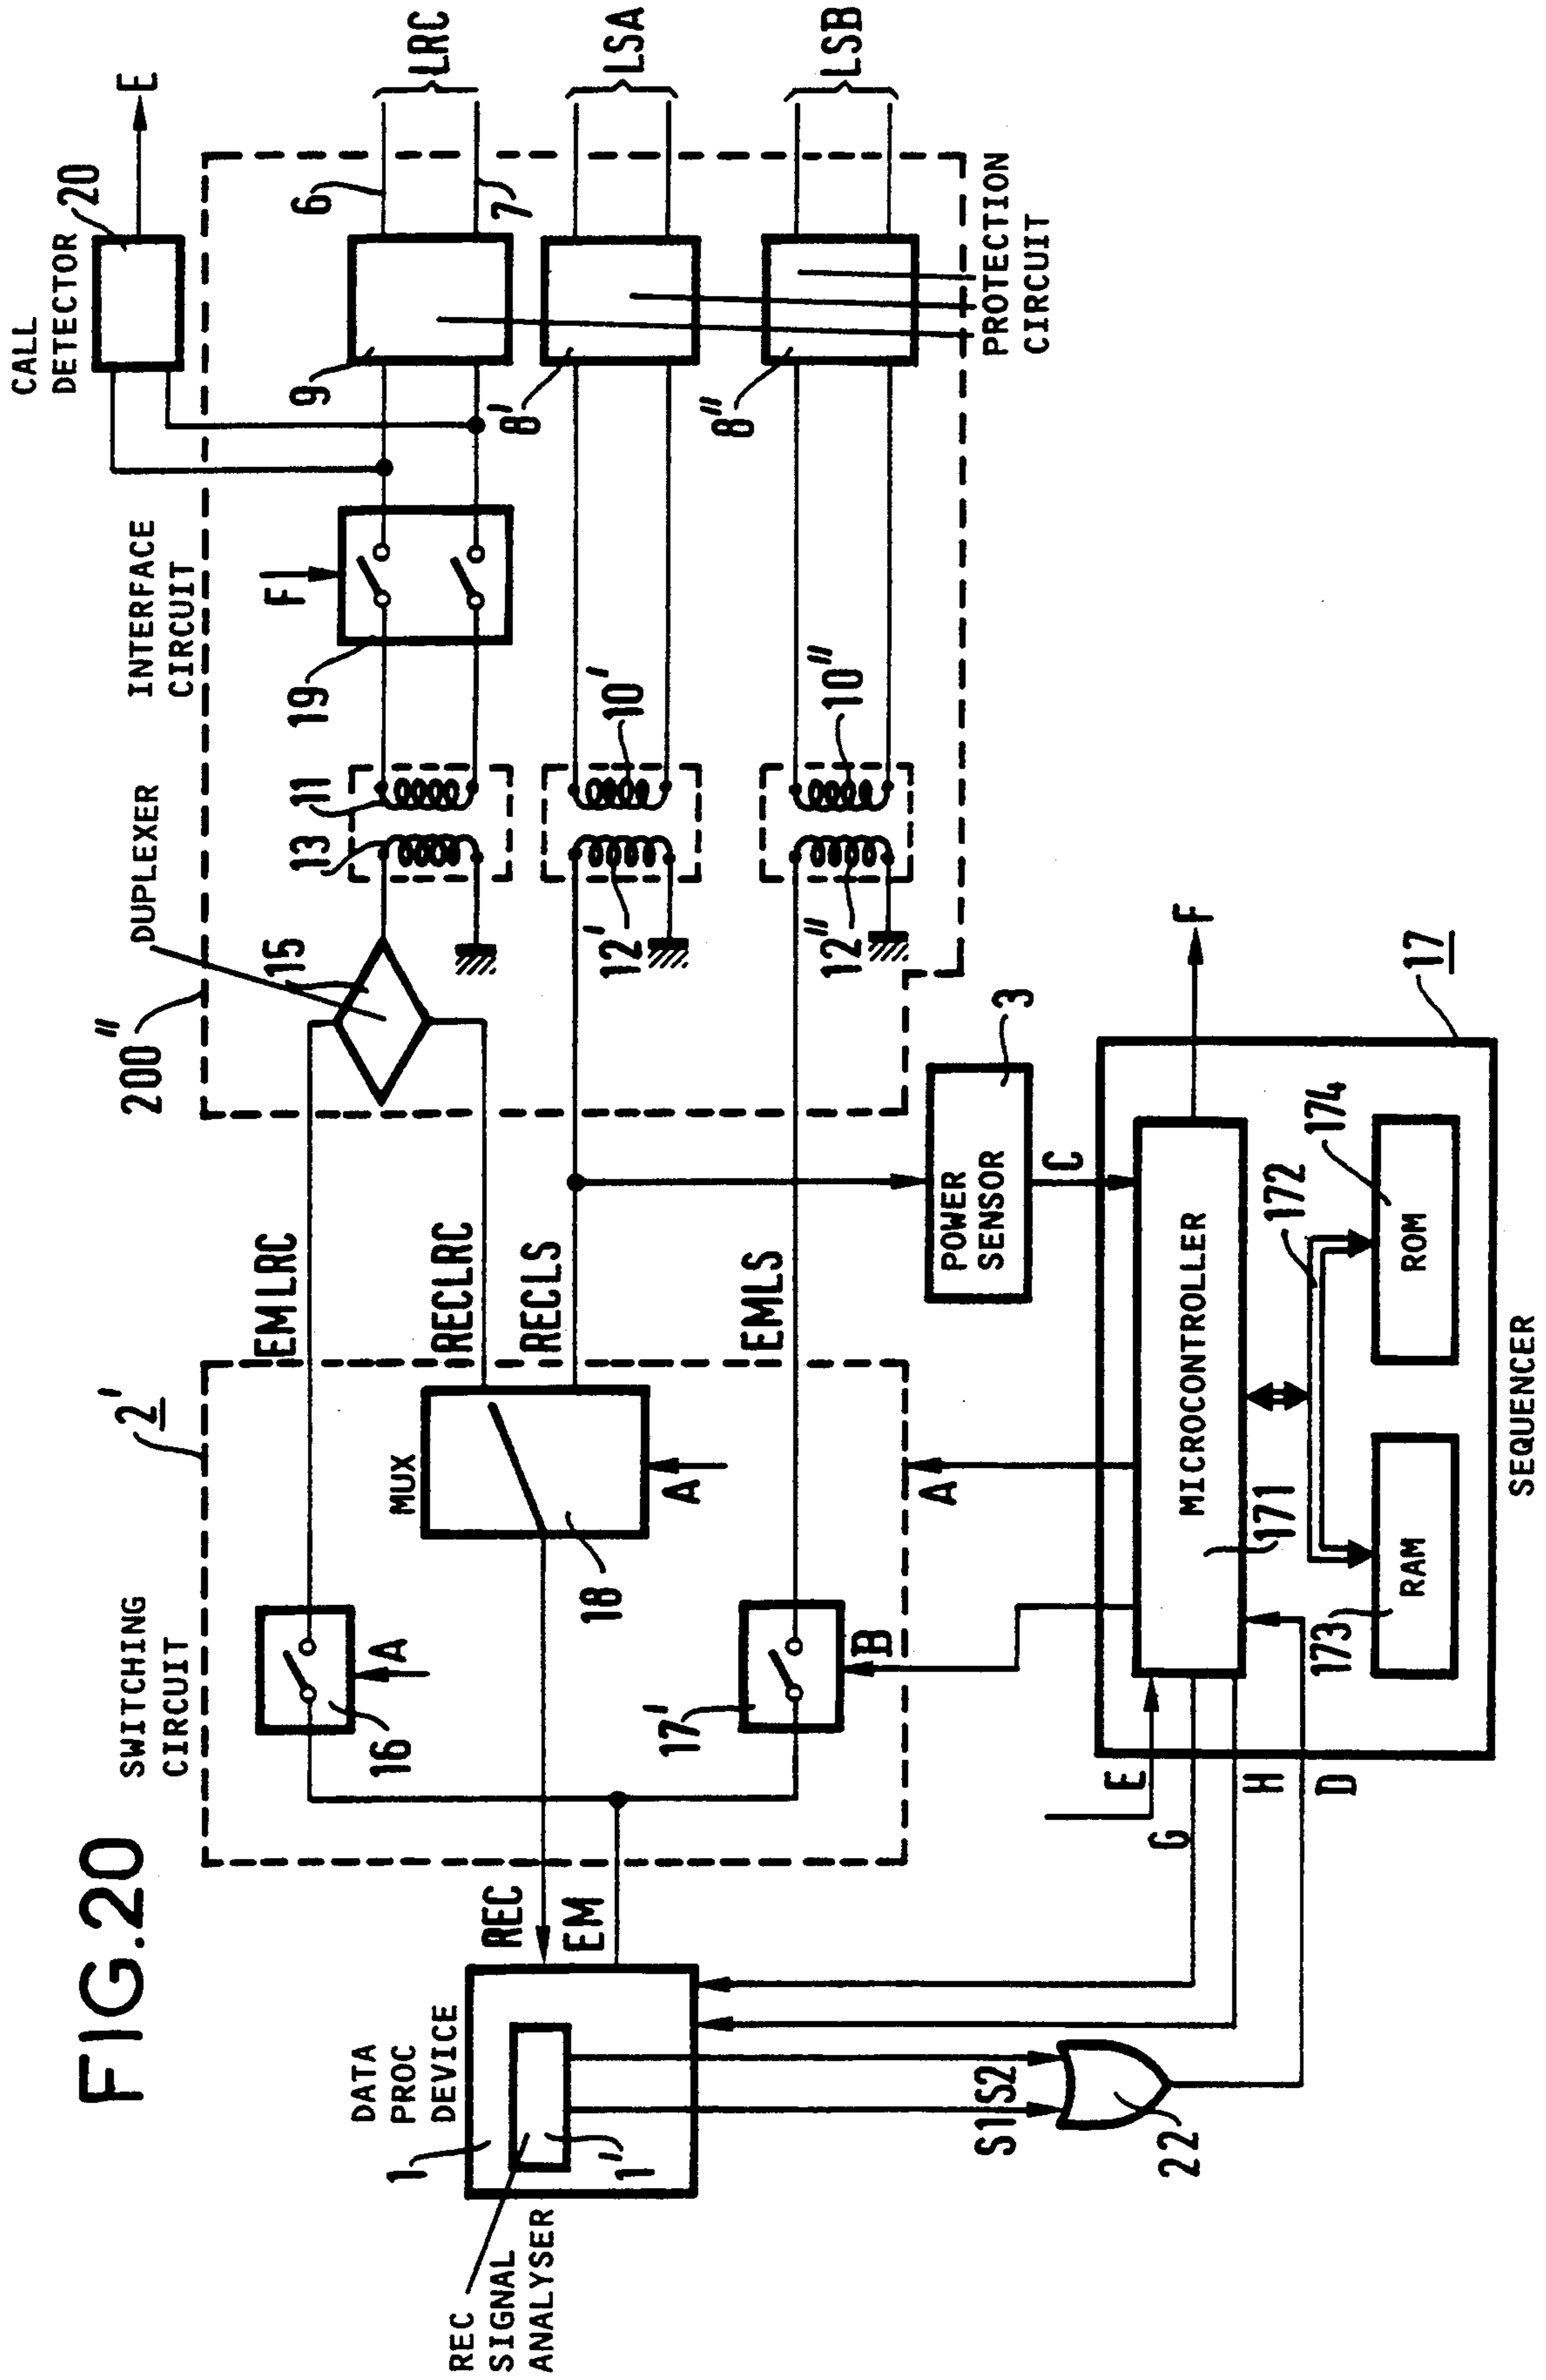 FIG.20
CALL
DETECTOR
20
E
INTERFACE
CIRCUIT
DUPLEXER
200"
15
13
11
19
F
9
6
7
LRC
LSA
LSB
8'
8"
PROTECTION
CIRCUIT
10'
12'
10"
12"
SWITCHING
CIRCUIT
2'
EMLRC
RECLRC
RECLS
EMLS
16
A
MUX
18
A
17'
B
A
REC
EM
DATA
PROC
DEVICE
1
1'
REC
SIGNAL
ANALYSER
S1
S2
22
POWER
SENSOR
3
C
E
G
H
D
F
17
MICROCONTROLLER
171
172
173
RAM
174
ROM
SEQUENCER